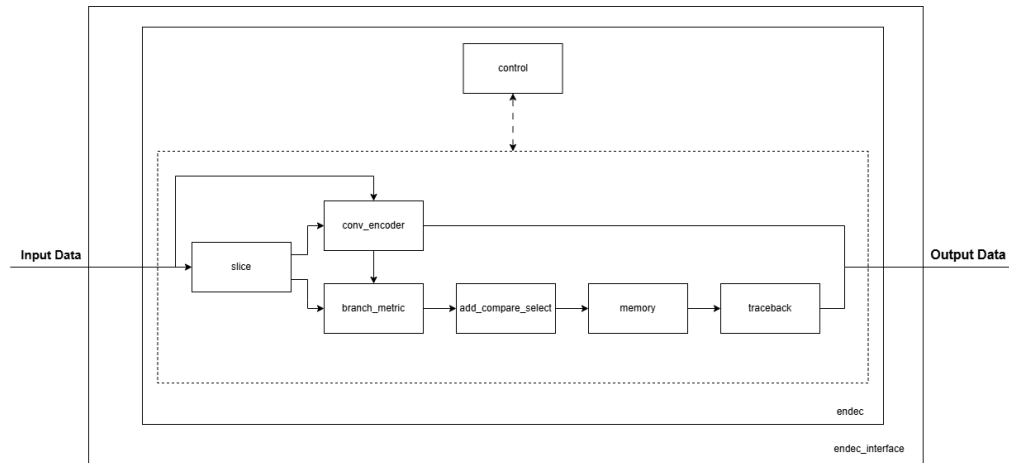 control
conv_encoder
Input Data
slice
Output Data
branch_metric
add_compare_select
memory
traceback
endec
endec_interface